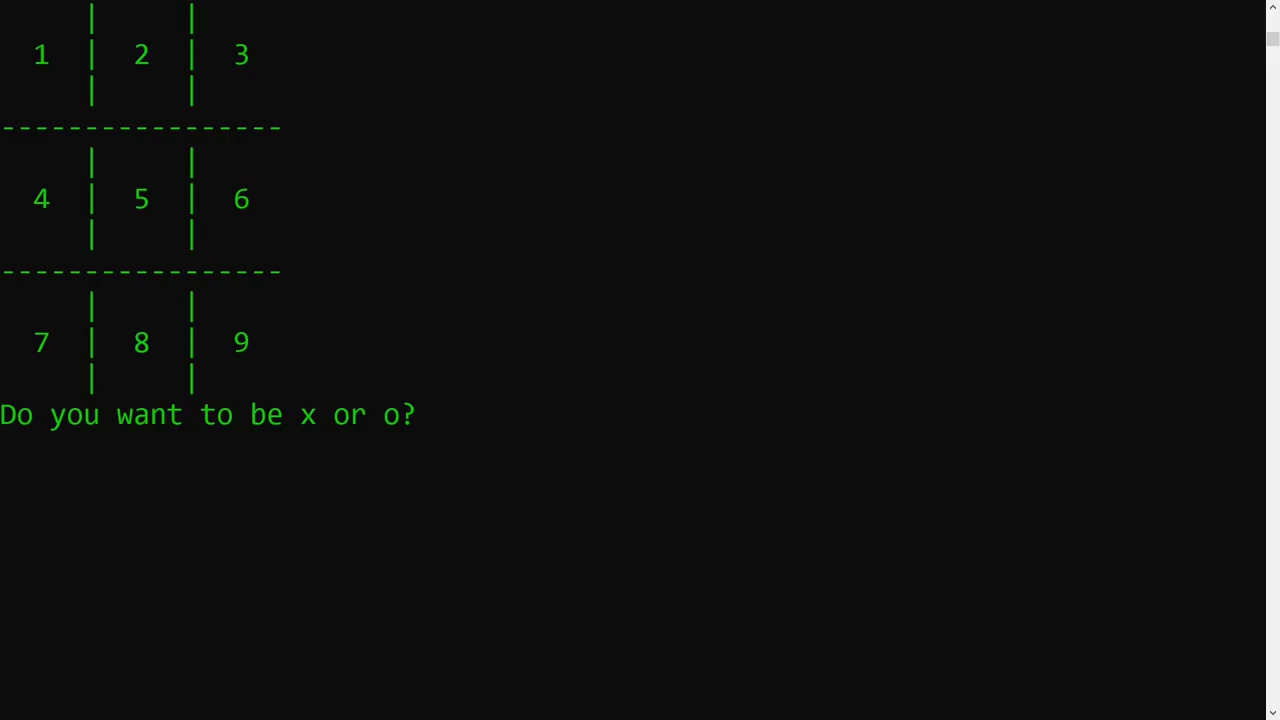 1 | 2 | 3
-----------------
4 | 5 | 6
-----------------
7 | 8 | 9
Do you want to be x or o?